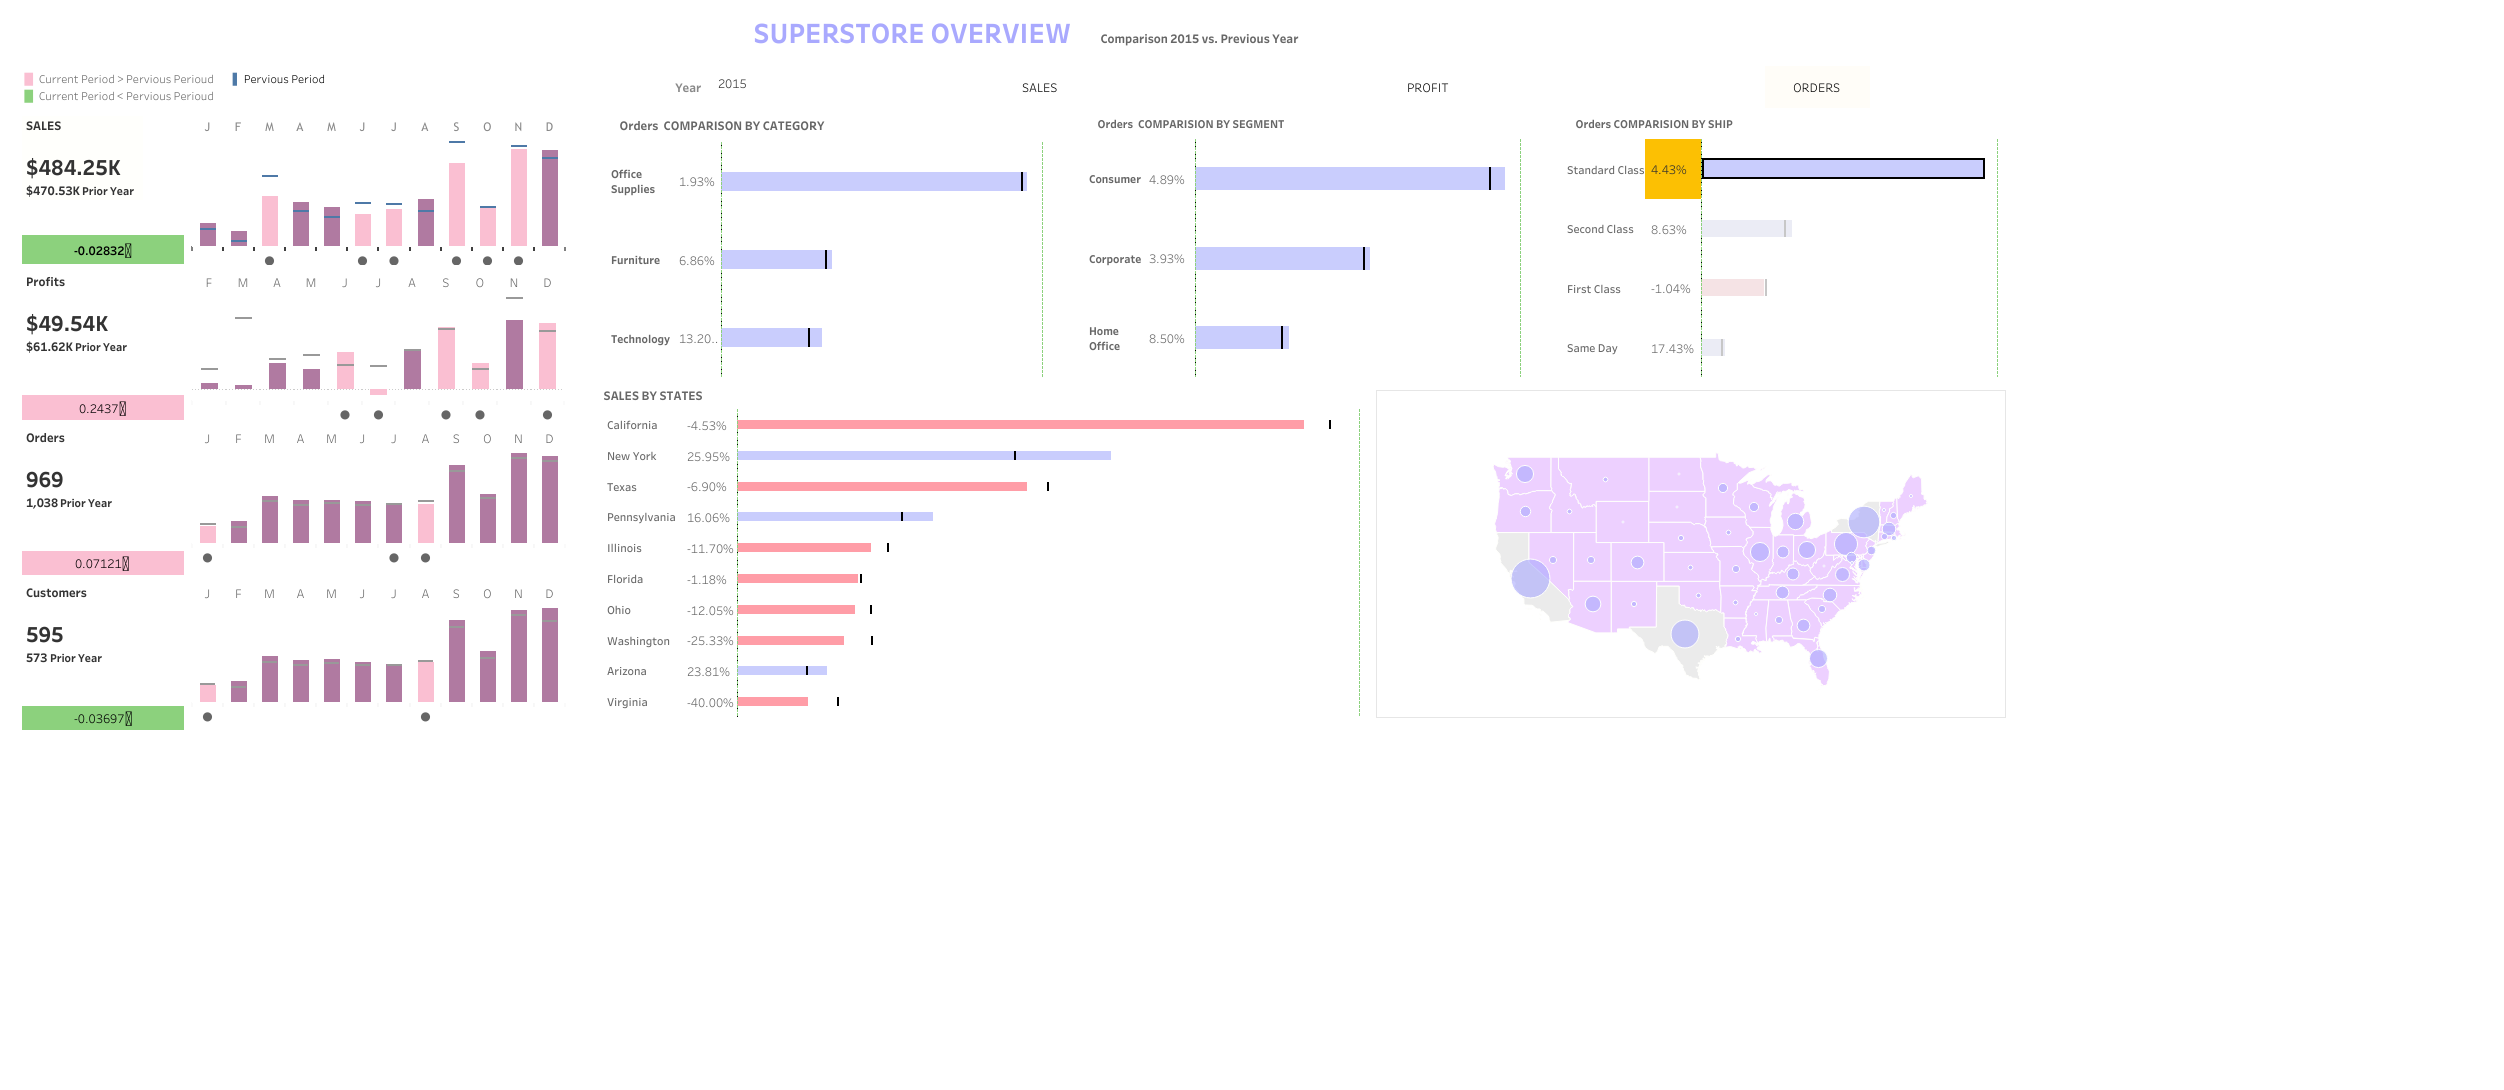 SUPERSTORE OVERVIEW
Comparison 2015 vs. Previous Year
Current Period > Pervious Perioud
Pervious Period
Current Period < Pervious Perioud
Year 2015
SALES
PROFIT
ORDERS
SALES
$484.25K
$470.53K Prior Year
-0.02832
J F M A M J J A S O N D
Profits
$49.54K
$61.62K Prior Year
0.2437
F M A M J J A S O N D
Orders
969
1,038 Prior Year
0.07121
J F M A M J J A S O N D
Customers
595
573 Prior Year
-0.03697
J F M A M J J A S O N D
Orders COMPARISON BY CATEGORY
Office
Supplies 1.93%
Furniture 6.86%
Technology 13.20..
Orders COMPARISION BY SEGMENT
Consumer 4.89%
Corporate 3.93%
Home
Office 8.50%
Orders COMPARISION BY SHIP
Standard Class 4.43%
Second Class 8.63%
First Class -1.04%
Same Day 17.43%
SALES BY STATES
California -4.53%
New York 25.95%
Texas -6.90%
Pennsylvania 16.06%
Illinois -11.70%
Florida -1.18%
Ohio -12.05%
Washington -25.33%
Arizona 23.81%
Virginia -40.00%